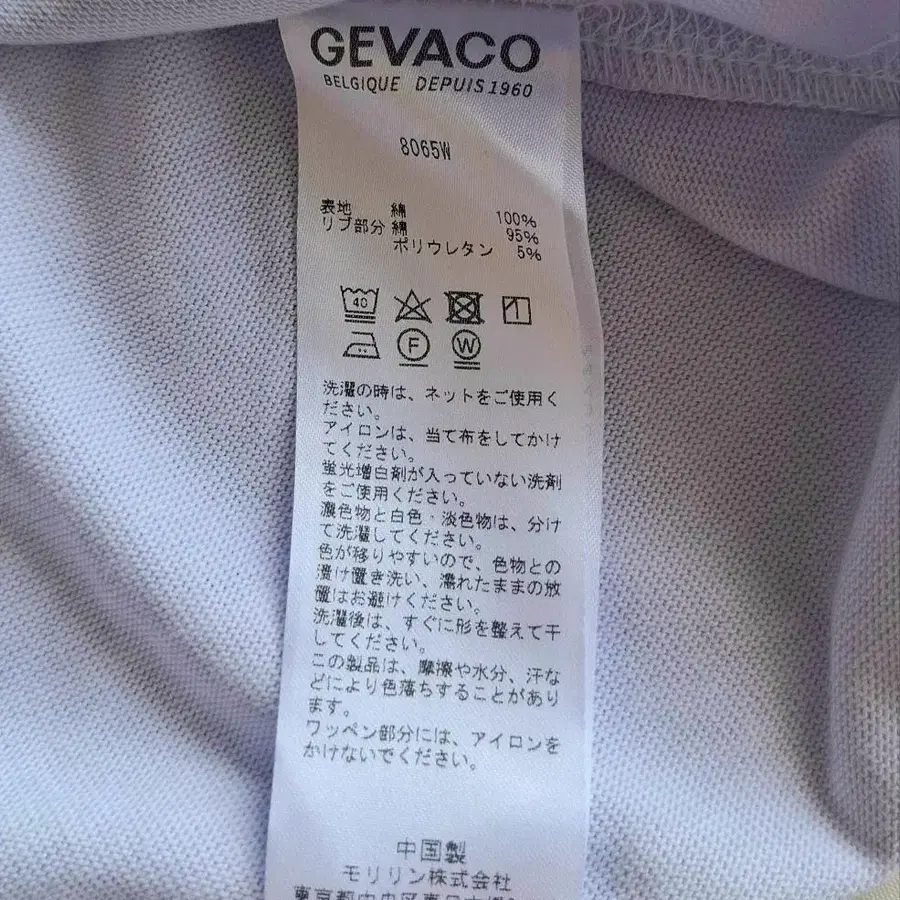 GEVACO
BELGIQUE DEPUIS 1960
8065W
表地 綿 100%
リブ部分 綿 95%
ポリウレタン 5%
40
F W
洗濯の時は、ネットをご使用く
ださい。
アイロンは、当て布をしてかけ
てください。
蛍光増白剤が入っていない洗剤
をご使用ください。
濃色物と白色・淡色物は、分け
て洗濯してください。
色が移りやすいので、色物との
漬け置き洗い、濡れたままの放
置はお避けください。
洗濯後は、すぐに形を整えて干
してください。
この製品は、摩擦や水分、汗な
どにより色落ちすることがあり
ます。
ワッペン部分には、アイロンを
かけないでください。
中国製
モリリン株式会社
東京都中央区東日本橋